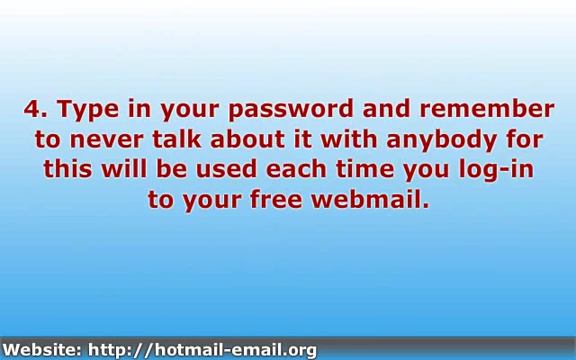 4. Type in your password and remember
to never talk about it with anybody for
this will be used each time you log-in
to your free webmail.
Website: http://hotmail-email.org